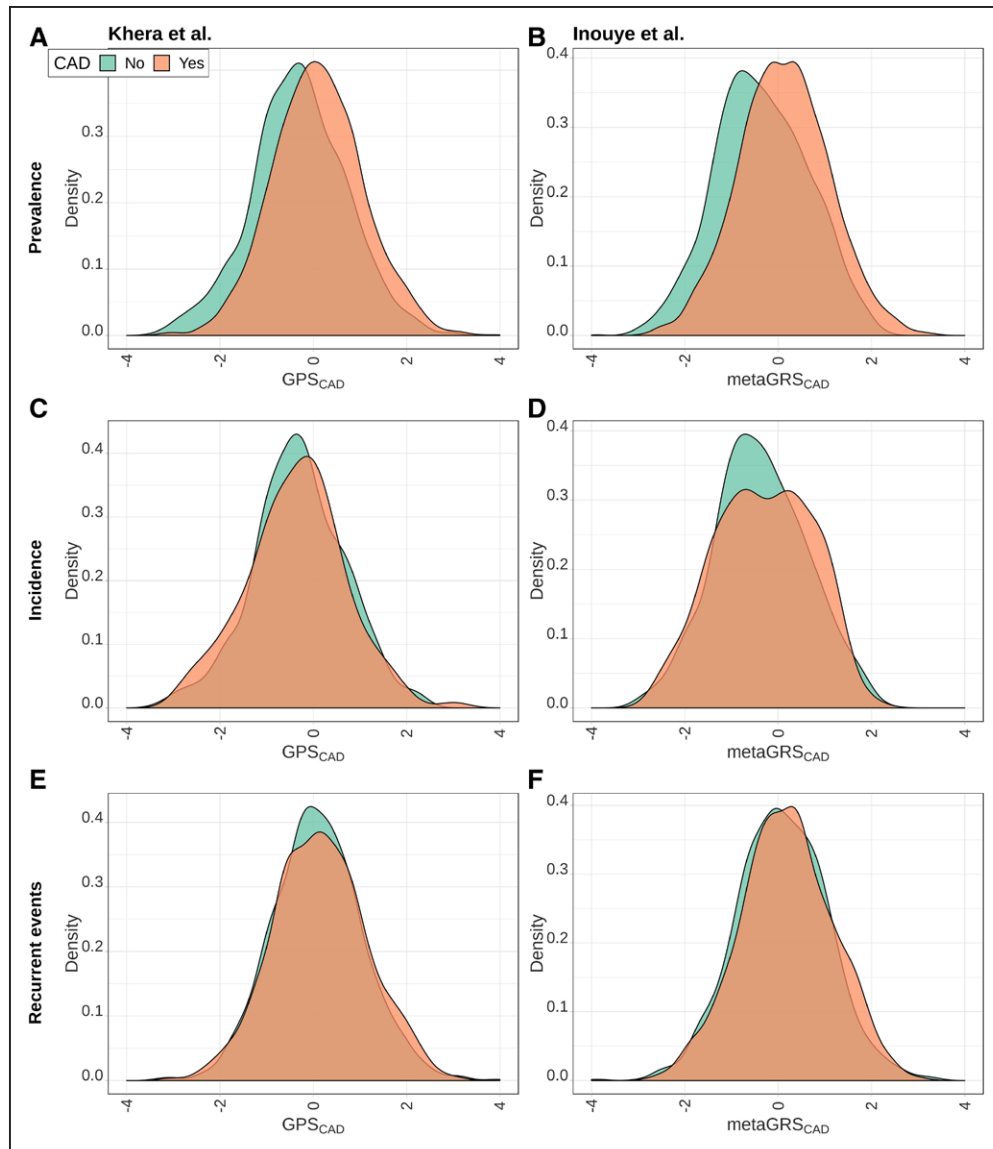 A Khera et al.
B Inouye et al.
CAD No Yes
Prevalence
Density
0.3
0.2
0.1
0.0
-4 -2 0 2 4
GPSCAD
Density
0.4
0.3
0.2
0.1
0.0
-4 -2 0 2 4
metaGRSCAD
C
D
Incidence
Density
0.4
0.3
0.2
0.1
0.0
-4 -2 0 2 4
GPSCAD
Density
0.4
0.3
0.2
0.1
0.0
-4 -2 0 2 4
metaGRSCAD
E
F
Recurrent events
Density
0.4
0.3
0.2
0.1
0.0
-4 -2 0 2 4
GPSCAD
Density
0.4
0.3
0.2
0.1
0.0
-4 -2 0 2 4
metaGRSCAD